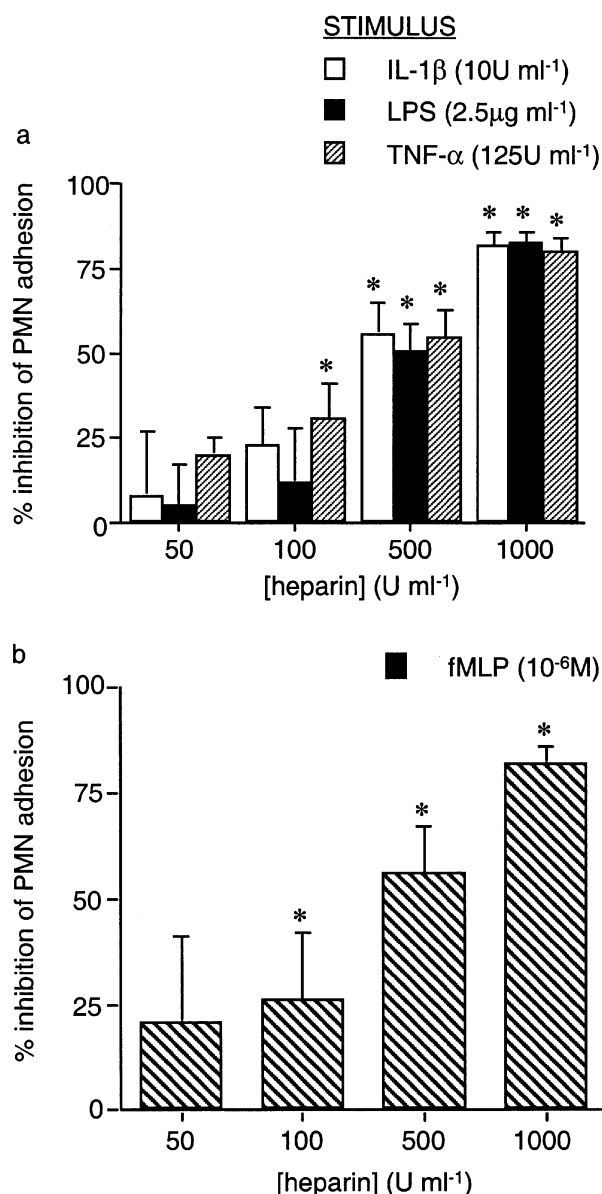 STIMULUS
IL-1β (10U ml-1)
LPS (2.5µg ml-1)
TNF-α (125U ml-1)
a
% inhibition of PMN adhesion
100
75
50
25
0
* * * * * * *
50 100 500 1000
[heparin] (U ml-1)
b
fMLP (10-6M)
% inhibition of PMN adhesion
100
75
50
25
0
* * *
50 100 500 1000
[heparin] (U ml-1)